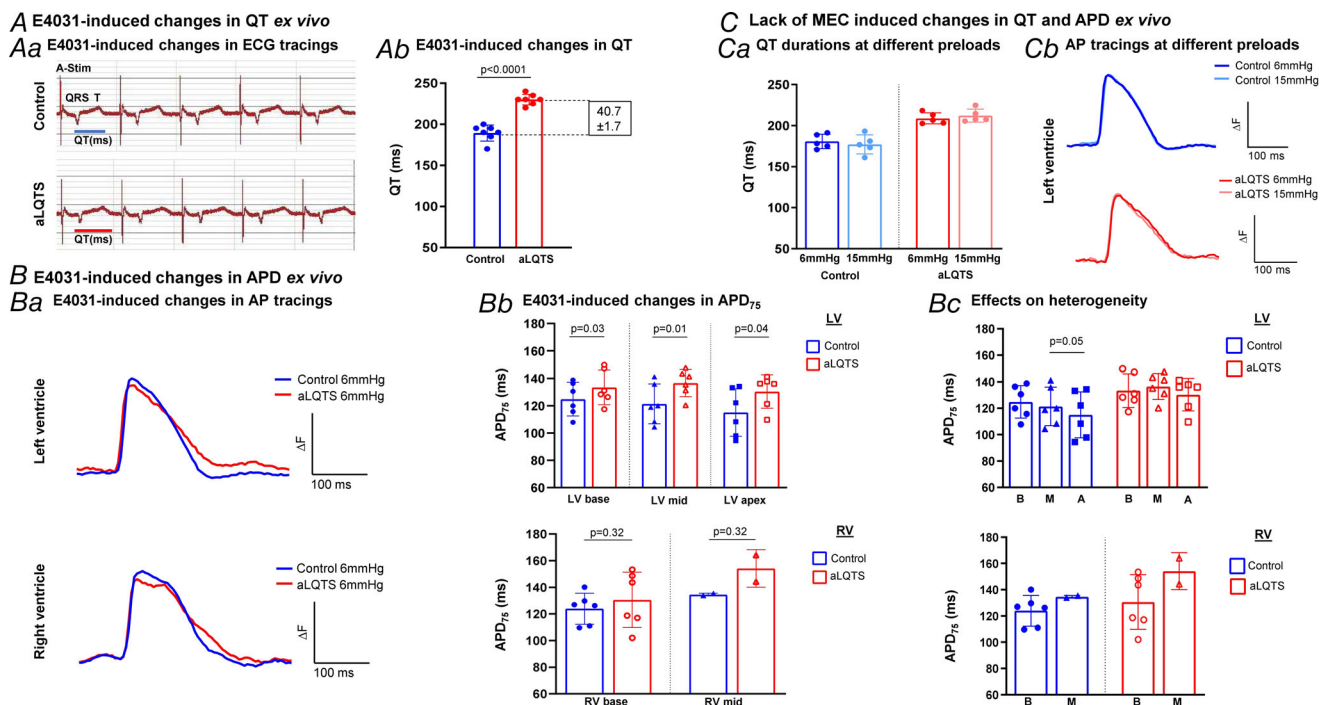 A E4031-induced changes in QT ex vivo
Aa E4031-induced changes in ECG tracings
A-Stim
Control
QRS T
QT(ms)
aLQTS
QT(ms)
Ab E4031-induced changes in QT
p<0.0001
40.7
±1.7
QT (ms)
250
200
150
100
50
Control aLQTS
C Lack of MEC induced changes in QT and APD ex vivo
Ca QT durations at different preloads
QT (ms)
250
200
150
100
50
6mmHg 15mmHg 6mmHg 15mmHg
Control aLQTS
Cb AP tracings at different preloads
Left ventricle
Control 6mmHg
Control 15mmHg
ΔF
100 ms
aLQTS 6mmHg
aLQTS 15mmHg
ΔF
100 ms
B E4031-induced changes in APD ex vivo
Ba E4031-induced changes in AP tracings
Left ventricle
Control 6mmHg
aLQTS 6mmHg
ΔF
100 ms
Right ventricle
Control 6mmHg
aLQTS 6mmHg
ΔF
100 ms
Bb E4031-induced changes in APD75
APD75 (ms)
180
160
140
120
100
80
60
p=0.03 p=0.01 p=0.04
LV base LV mid LV apex
LV
Control
aLQTS
APD75 (ms)
180
160
140
120
100
80
60
p=0.32 p=0.32
RV base RV mid
RV
Control
aLQTS
Bc Effects on heterogeneity
APD75 (ms)
180
160
140
120
100
80
60
p=0.05
B M A B M A
LV
Control
aLQTS
APD75 (ms)
180
160
140
120
100
80
60
B M B M
RV
Control
aLQTS